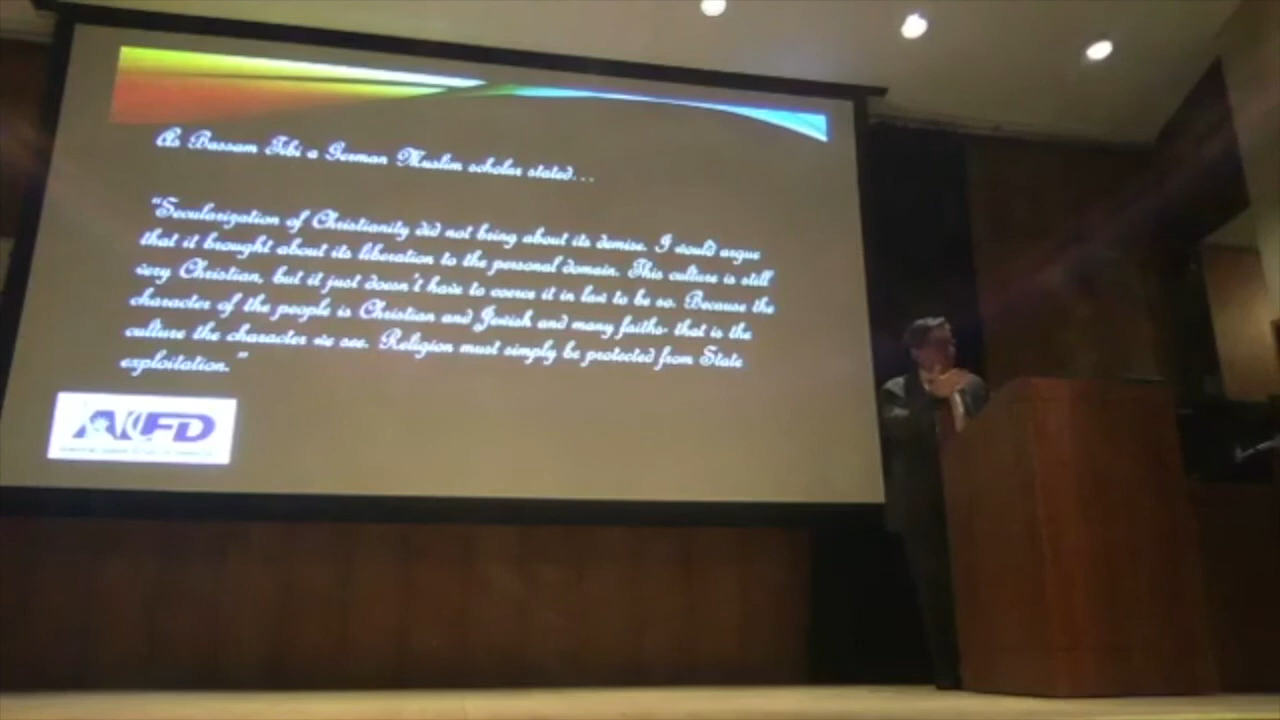 As Bassam Tibi a German Muslim scholar stated…
“Secularization of Christianity did not bring about its demise. I would argue
that it brought about its liberation to the personal domain. This culture is still
very Christian, but it just doesn’t have to coerce it in law to be so. Because the
character of the people is Christian and Jewish and many faiths- that is the
culture the character we see. Religion must simply be protected from State
exploitation.”
AIFD